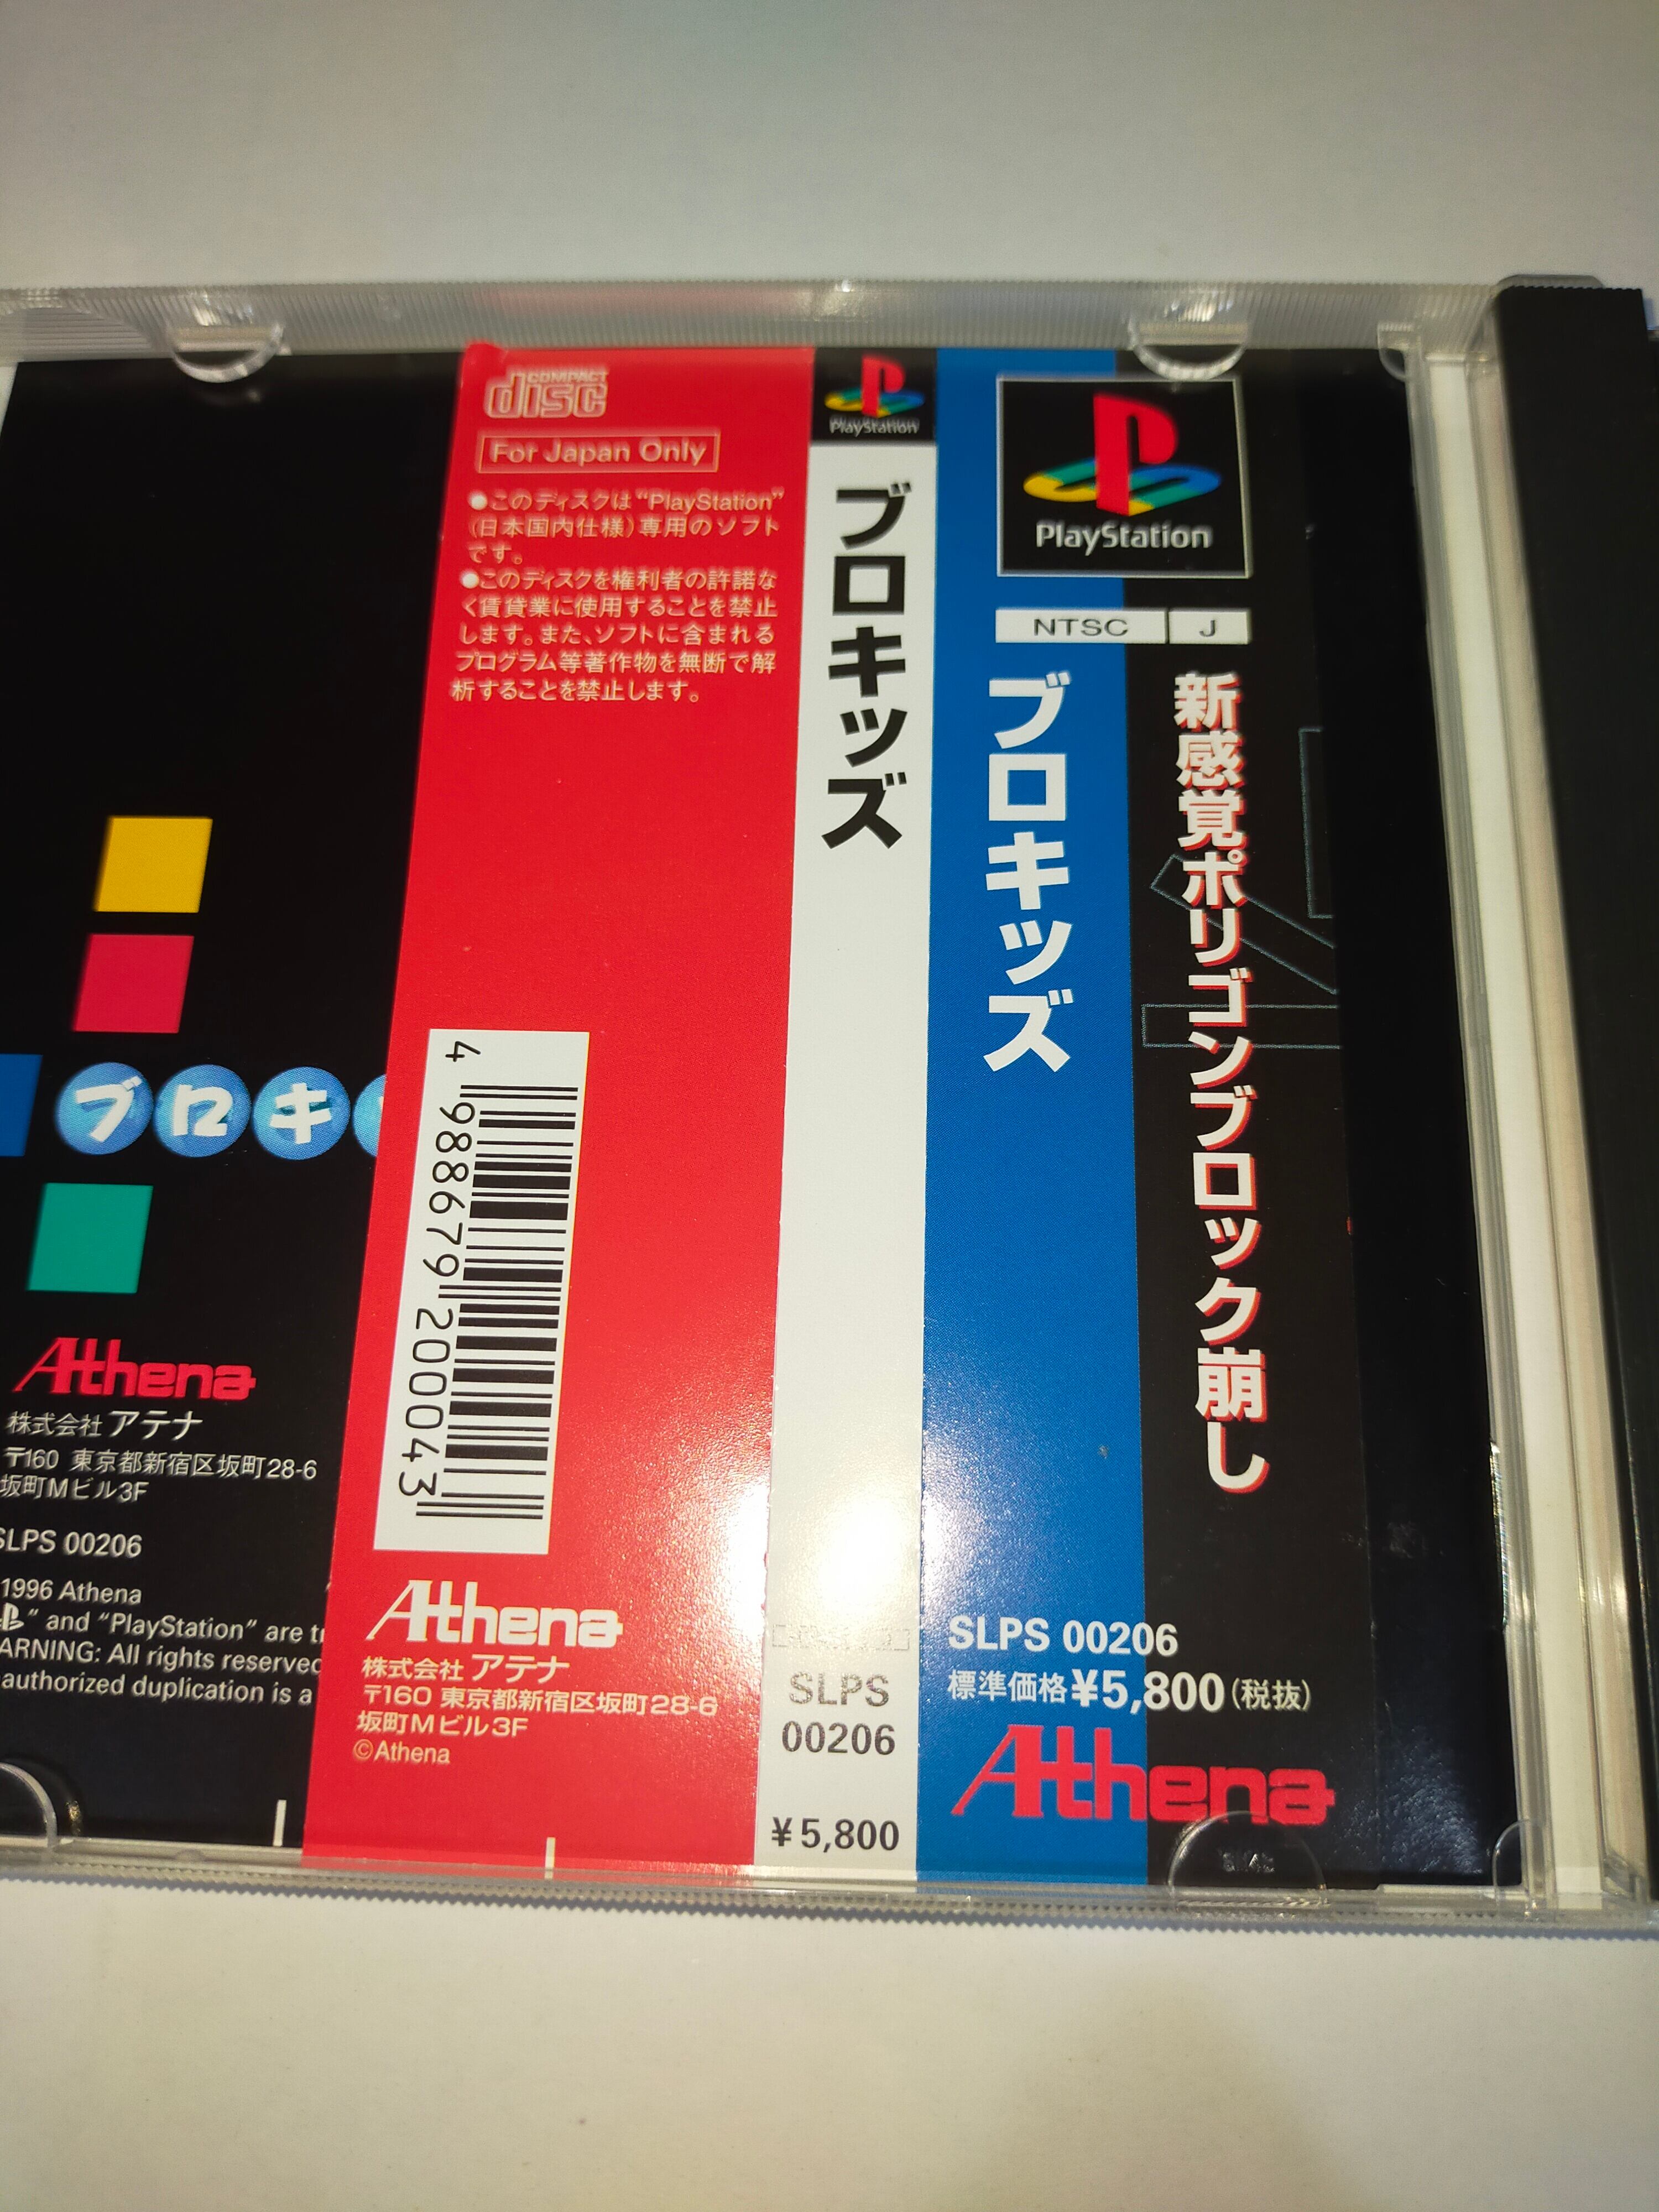 ブロキ
Athena
株式会社 アテナ
〒160 東京都新宿区坂町28-6
坂町Mビル3F
SLPS 00206
1996 Athena
" and "PlayStation" are
ARNING: All rights reserved
authorized duplication is a
COMPACT
disc
For Japan Only
●このディスクは"PlayStation"
(日本国内仕様)専用のソフト
です。
●このディスクを権利者の許諾な
く賃貸業に使用することを禁止
します。また、ソフトに含まれる
プログラム等著作物を無断で解
析することを禁止します。
4 988679 200043
Athena
株式会社 アテナ
〒160 東京都新宿区坂町28-6
坂町Mビル3F
©Athena
PlayStation
ブロキッズ
SLPS
00206
¥5,800
PlayStation
NTSC J
ブロキッズ
新感覚ポリゴンブロック崩し
SLPS 00206
標準価格¥5,800(税抜)
Athena